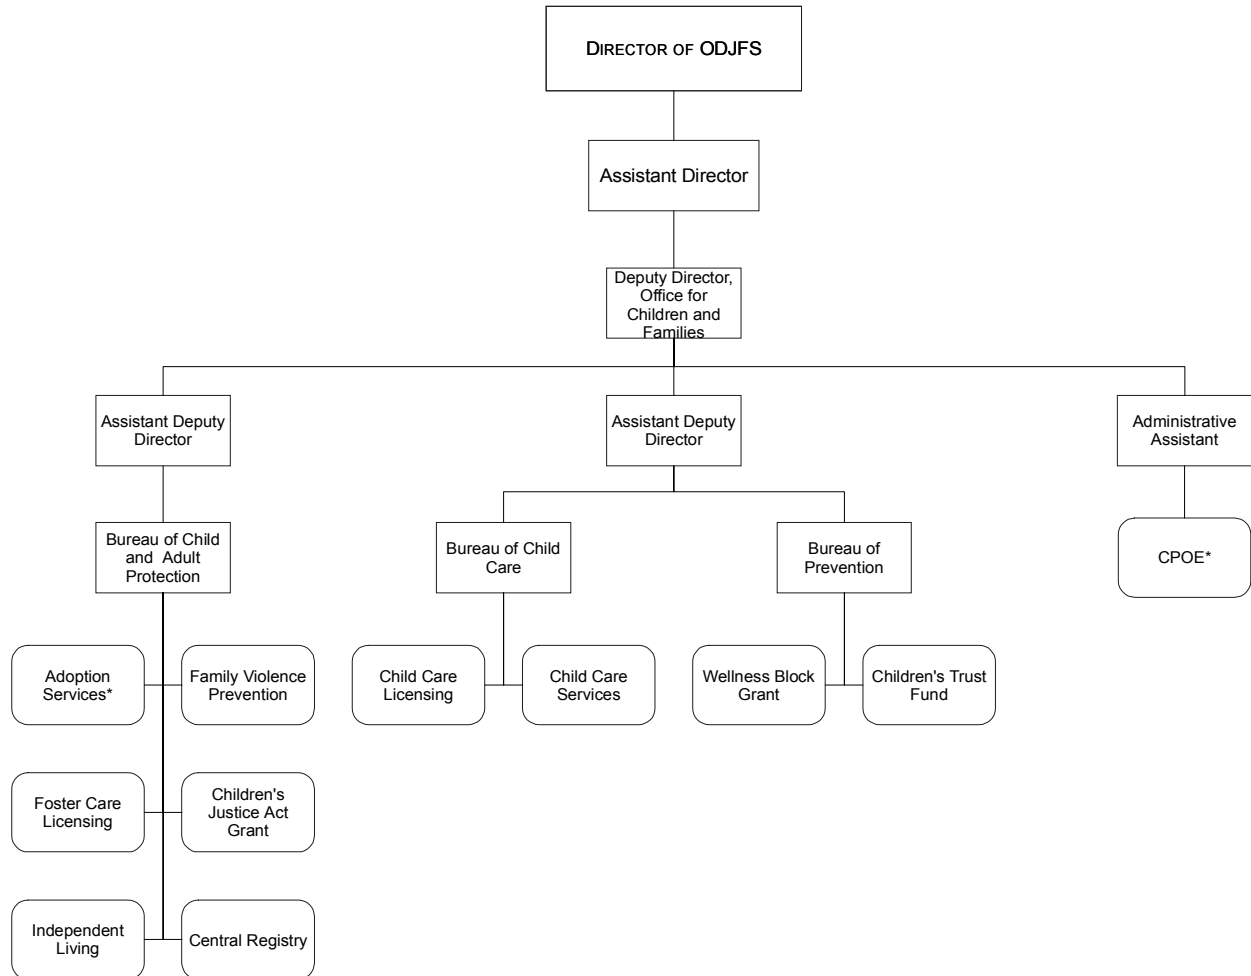 DIRECTOR OF ODJFS
Assistant Director
Deputy Director,
Office for
Children and
Families
Assistant Deputy
Director
Assistant Deputy
Director
Administrative
Assistant
Bureau of Child
and Adult
Protection
Bureau of Child
Care
Bureau of
Prevention
CPOE*
Adoption
Services*
Family Violence
Prevention
Child Care
Licensing
Child Care
Services
Wellness Block
Grant
Children's Trust
Fund
Foster Care
Licensing
Children's
Justice Act
Grant
Independent
Living
Central Registry